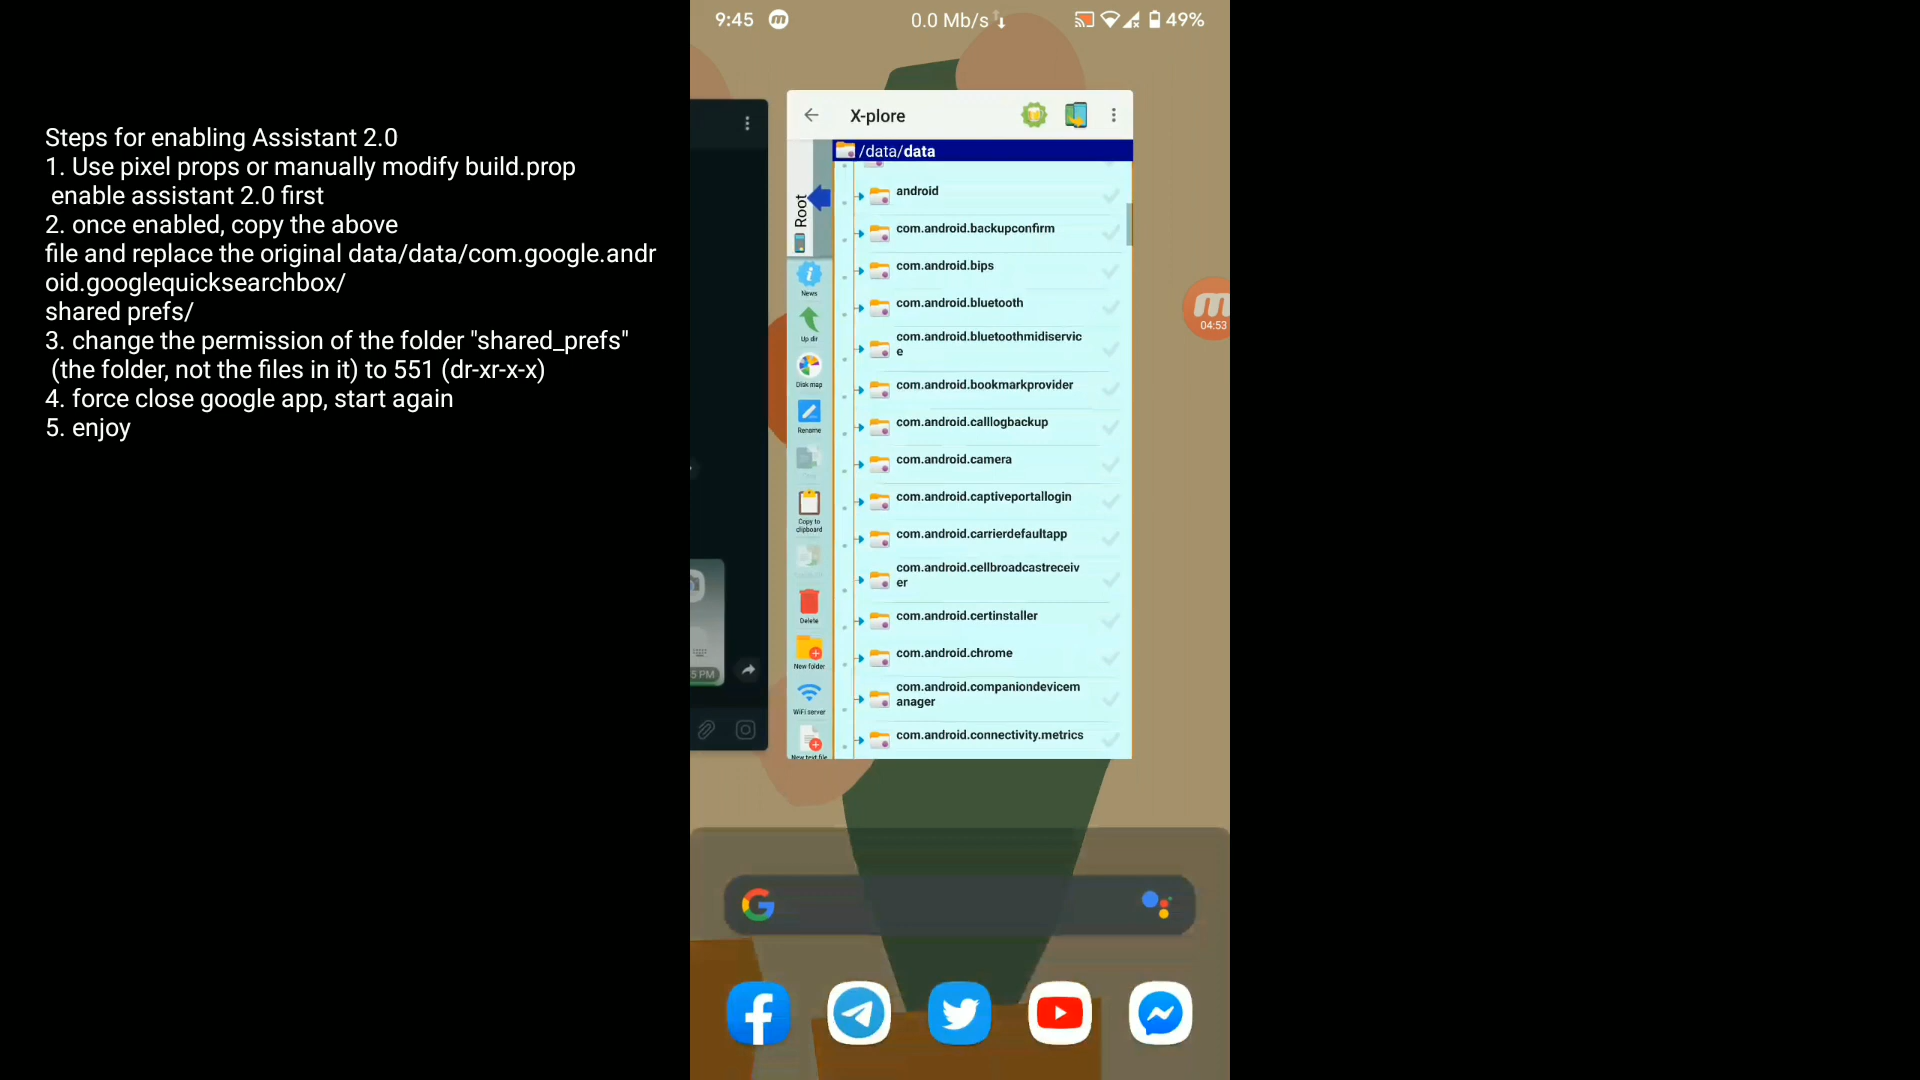 Steps for enabling Assistant 2.0
1. Use pixel props or manually modify build.prop
enable assistant 2.0 first
2. once enabled, copy the above
file and replace the original data/data/com.google.andr
oid.googlequicksearchbox/
shared prefs/
3. change the permission of the folder "shared_prefs"
(the folder, not the files in it) to 551 (dr-xr-x-x)
4. force close google app, start again
5. enjoy
9:45
0.0 Mb/s
49%
X-plore
/data/data
Root
android
com.android.backupconfirm
com.android.bips
com.android.bluetooth
com.android.bluetoothmidiservic
e
com.android.bookmarkprovider
com.android.calllogbackup
com.android.camera
com.android.captiveportallogin
com.android.carrierdefaultapp
com.android.cellbroadcastreceiv
er
com.android.certinstaller
com.android.chrome
com.android.companiondevicem
anager
com.android.connectivity.metrics
News
Up dir
Disk map
Rename
Copy to
clipboard
Delete
New folder
WiFi server
New text file
5 PM
04:53